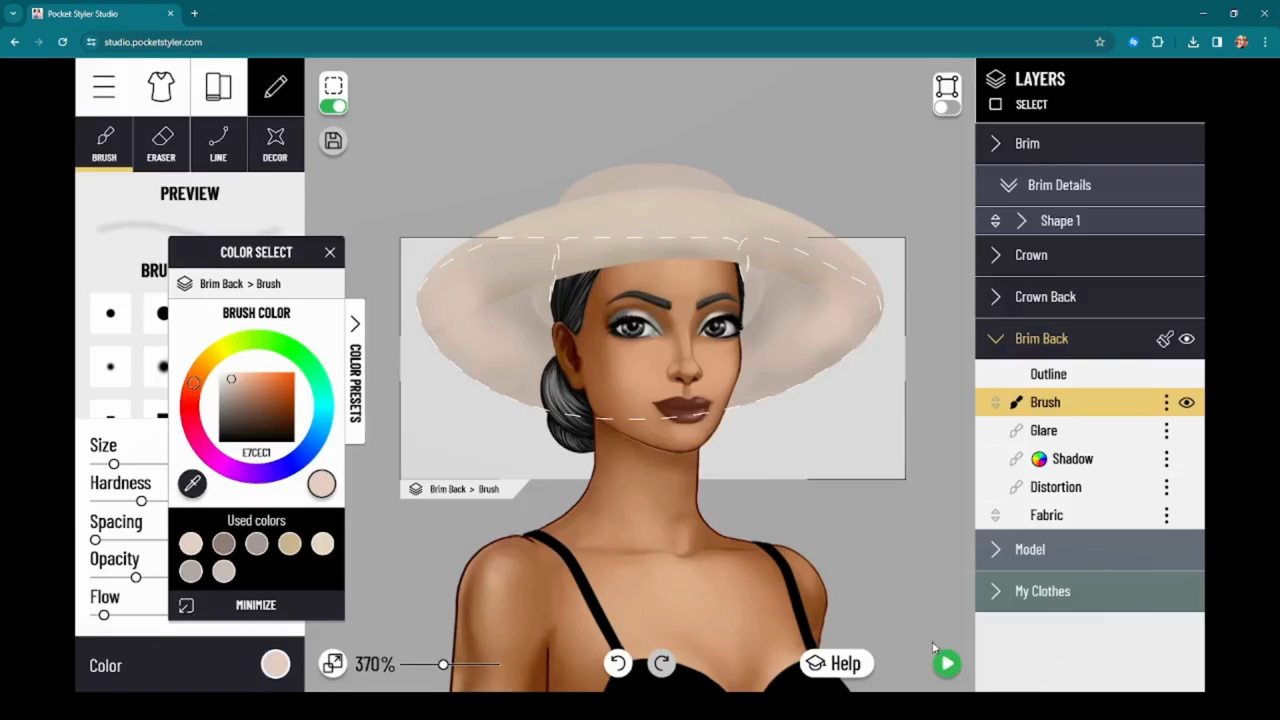 Pocket Styler Studio
studio.pocketstyler.com
BRUSH
ERASER
LINE
DECOR
PREVIEW
BRU
COLOR SELECT
Brim Back > Brush
BRUSH COLOR
COLOR PRESETS
E7CEC1
Used colors
MINIMIZE
Size
Hardness
Spacing
Opacity
Flow
Color
Brim Back > Brush
370%
Help
LAYERS
SELECT
Brim
Brim Details
Shape 1
Crown
Crown Back
Brim Back
Outline
Brush
Glare
Shadow
Distortion
Fabric
Model
My Clothes